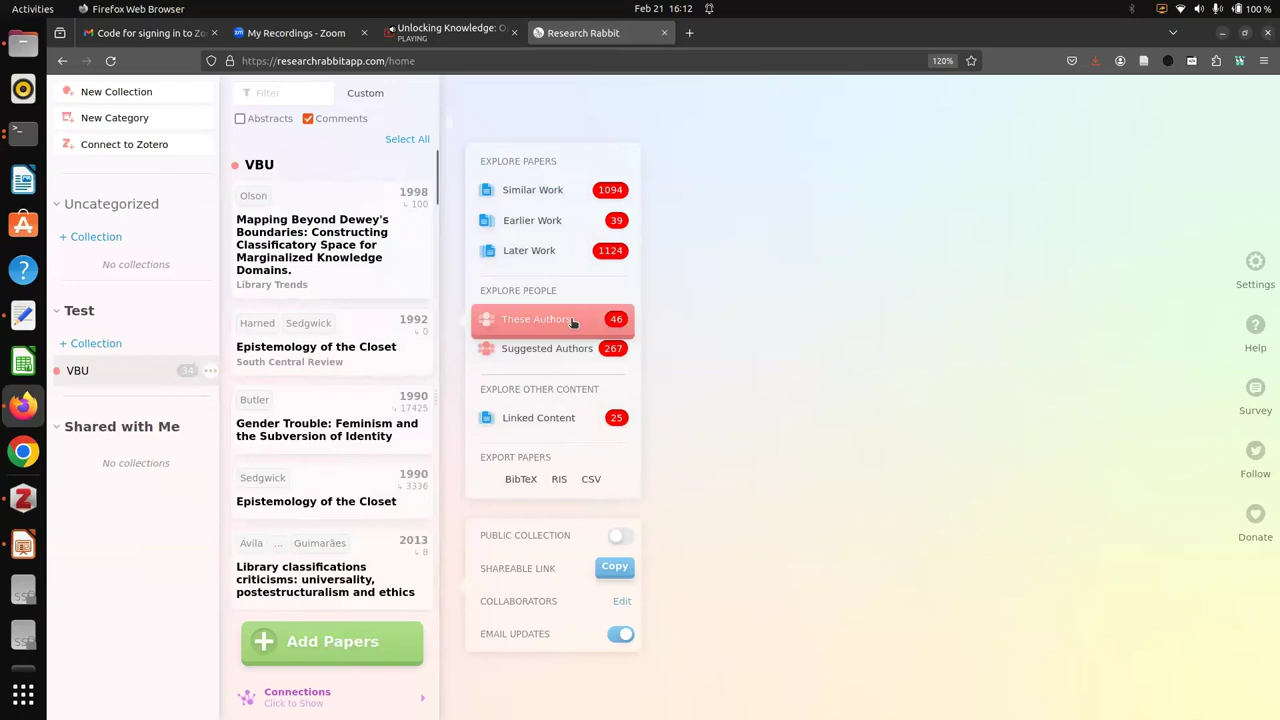 Activities
Firefox Web Browser
Feb 21 16:12
100 %
Code for signing in to Zo
My Recordings - Zoom
Unlocking Knowledge: O
PLAYING
Research Rabbit
https://researchrabbitapp.com/home
120%
New Collection
New Category
Connect to Zotero
Uncategorized
+ Collection
No collections
Test
+ Collection
VBU
34
Shared with Me
No collections
Filter
Custom
Abstracts
Comments
Select All
VBU
Olson
1998
100
Mapping Beyond Dewey's
Boundaries: Constructing
Classificatory Space for
Marginalized Knowledge
Domains.
Library Trends
Harned
Sedgwick
1992
0
Epistemology of the Closet
South Central Review
Butler
1990
17425
Gender Trouble: Feminism and
the Subversion of Identity
Sedgwick
1990
3336
Epistemology of the Closet
Avila
...
Guimarães
2013
8
Library classifications
criticisms: universality,
postestructuralism and ethics
Add Papers
Connections
Click to Show
EXPLORE PAPERS
Similar Work
1094
Earlier Work
39
Later Work
1124
EXPLORE PEOPLE
These Authors
46
Suggested Authors
267
EXPLORE OTHER CONTENT
Linked Content
25
EXPORT PAPERS
BibTeX
RIS
CSV
PUBLIC COLLECTION
SHAREABLE LINK
Copy
COLLABORATORS
Edit
EMAIL UPDATES
Settings
Help
Survey
Follow
Donate